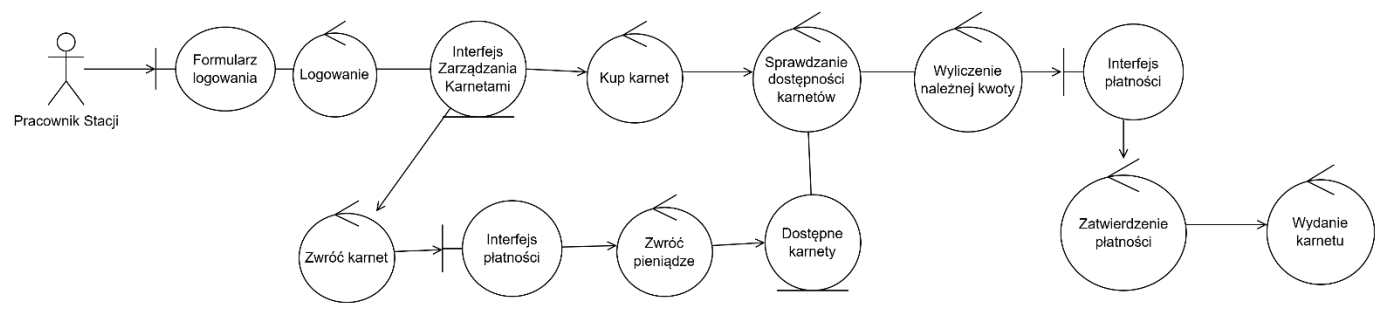 Pracownik Stacji
Formularz
logowania
Logowanie
Interfejs
Zarządzania
Karnetami
Kup karnet
Sprawdzanie
dostępności
karnetów
Wyliczenie
należnej kwoty
Interfejs
płatności
Zwróć karnet
Interfejs
płatności
Zwróć
pieniądze
Dostępne
karnety
Zatwierdzenie
płatności
Wydanie
karnetu